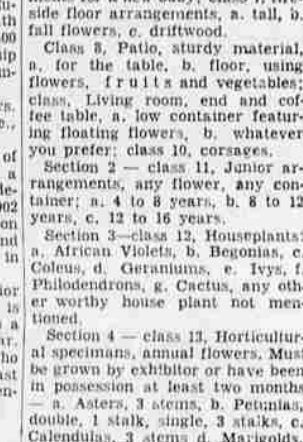 side floor arrangements, a. tall, b.
fall flowers, c. driftwood.
Class 8, Patio, sturdy material,
a. for the table, b. floor, using
flowers, fruits and vegetables;
class, Living room, end and cof-
fee table, a. low container featur-
ing floating flowers, b. whatever
you prefer; class 10, corsages.
Section 2 — class 11, Junior ar-
rangements, any flower, any con-
tainer; a. 4 to 8 years, b. 8 to 12
years, c. 12 to 16 years.
Section 3—class 12, Houseplants:
a. African Violets, b. Begonias, c.
Coleus, d. Geraniums, e. Ivys, f.
Philodendrons, g. Cactus, any oth-
er worthy house plant not men-
tioned.
Section 4 — class 13, Horticultur-
al specimans, annual flowers. Must
be grown by exhibitor or have been
in possession at least two months
— a. Asters, 3 stems, b. Petunias,
double, 1 stalk, single, 3 stalks, c.
Calendulas, 3 stems, d. Marigolds,